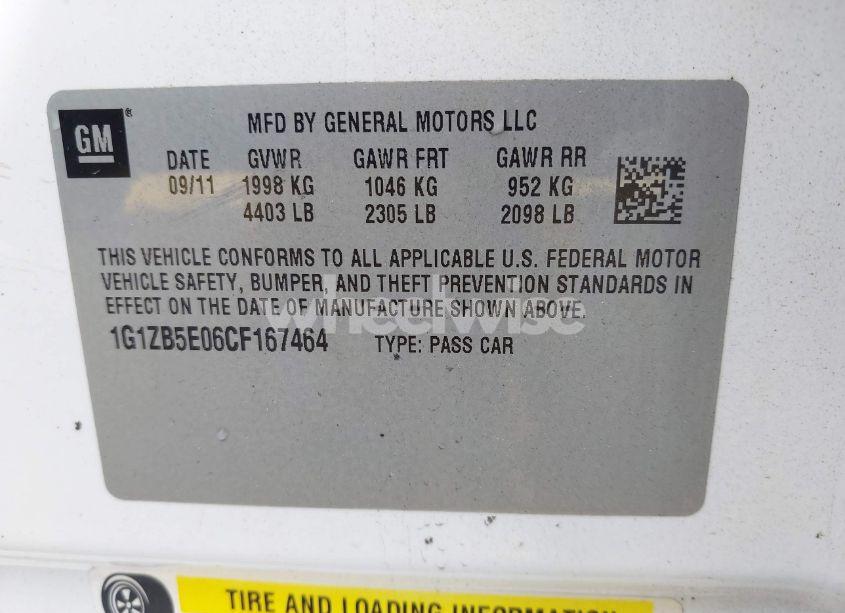 GM®
MFD BY GENERAL MOTORS LLC
DATE GVWR GAWR FRT GAWR RR
09/11 1998 KG 1046 KG 952 KG
4403 LB 2305 LB 2098 LB
THIS VEHICLE CONFORMS TO ALL APPLICABLE U.S. FEDERAL MOTOR
VEHICLE SAFETY, BUMPER, AND THEFT PREVENTION STANDARDS IN
EFFECT ON THE DATE OF MANUFACTURE SHOWN ABOVE.
wheelwise
1G1ZB5E06CF167464 TYPE: PASS CAR
TIRE AND LOADING INFORMATION